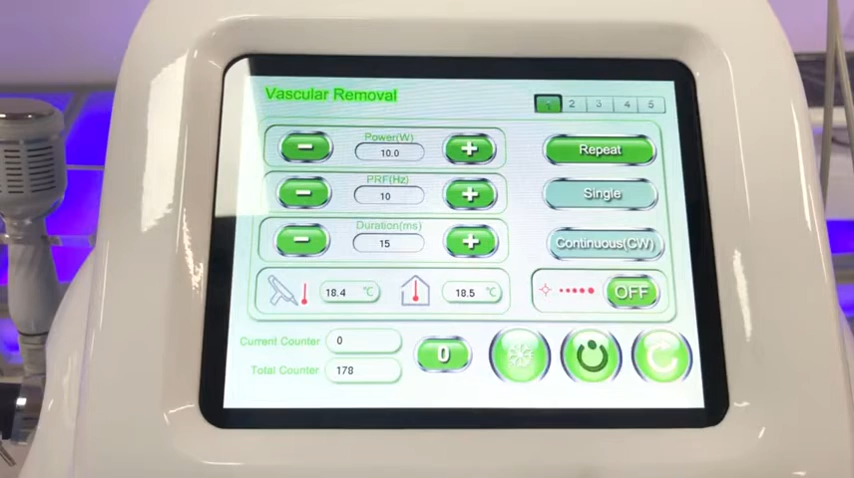 Vascular Removal
1 2 3 4 5
Power(W)
10.0
Repeat
PRF(Hz)
10
Single
Duration(ms)
15
Continuous(CW)
18.4 °C
18.5 °C
OFF
Current Counter 0
0
Total Counter 178